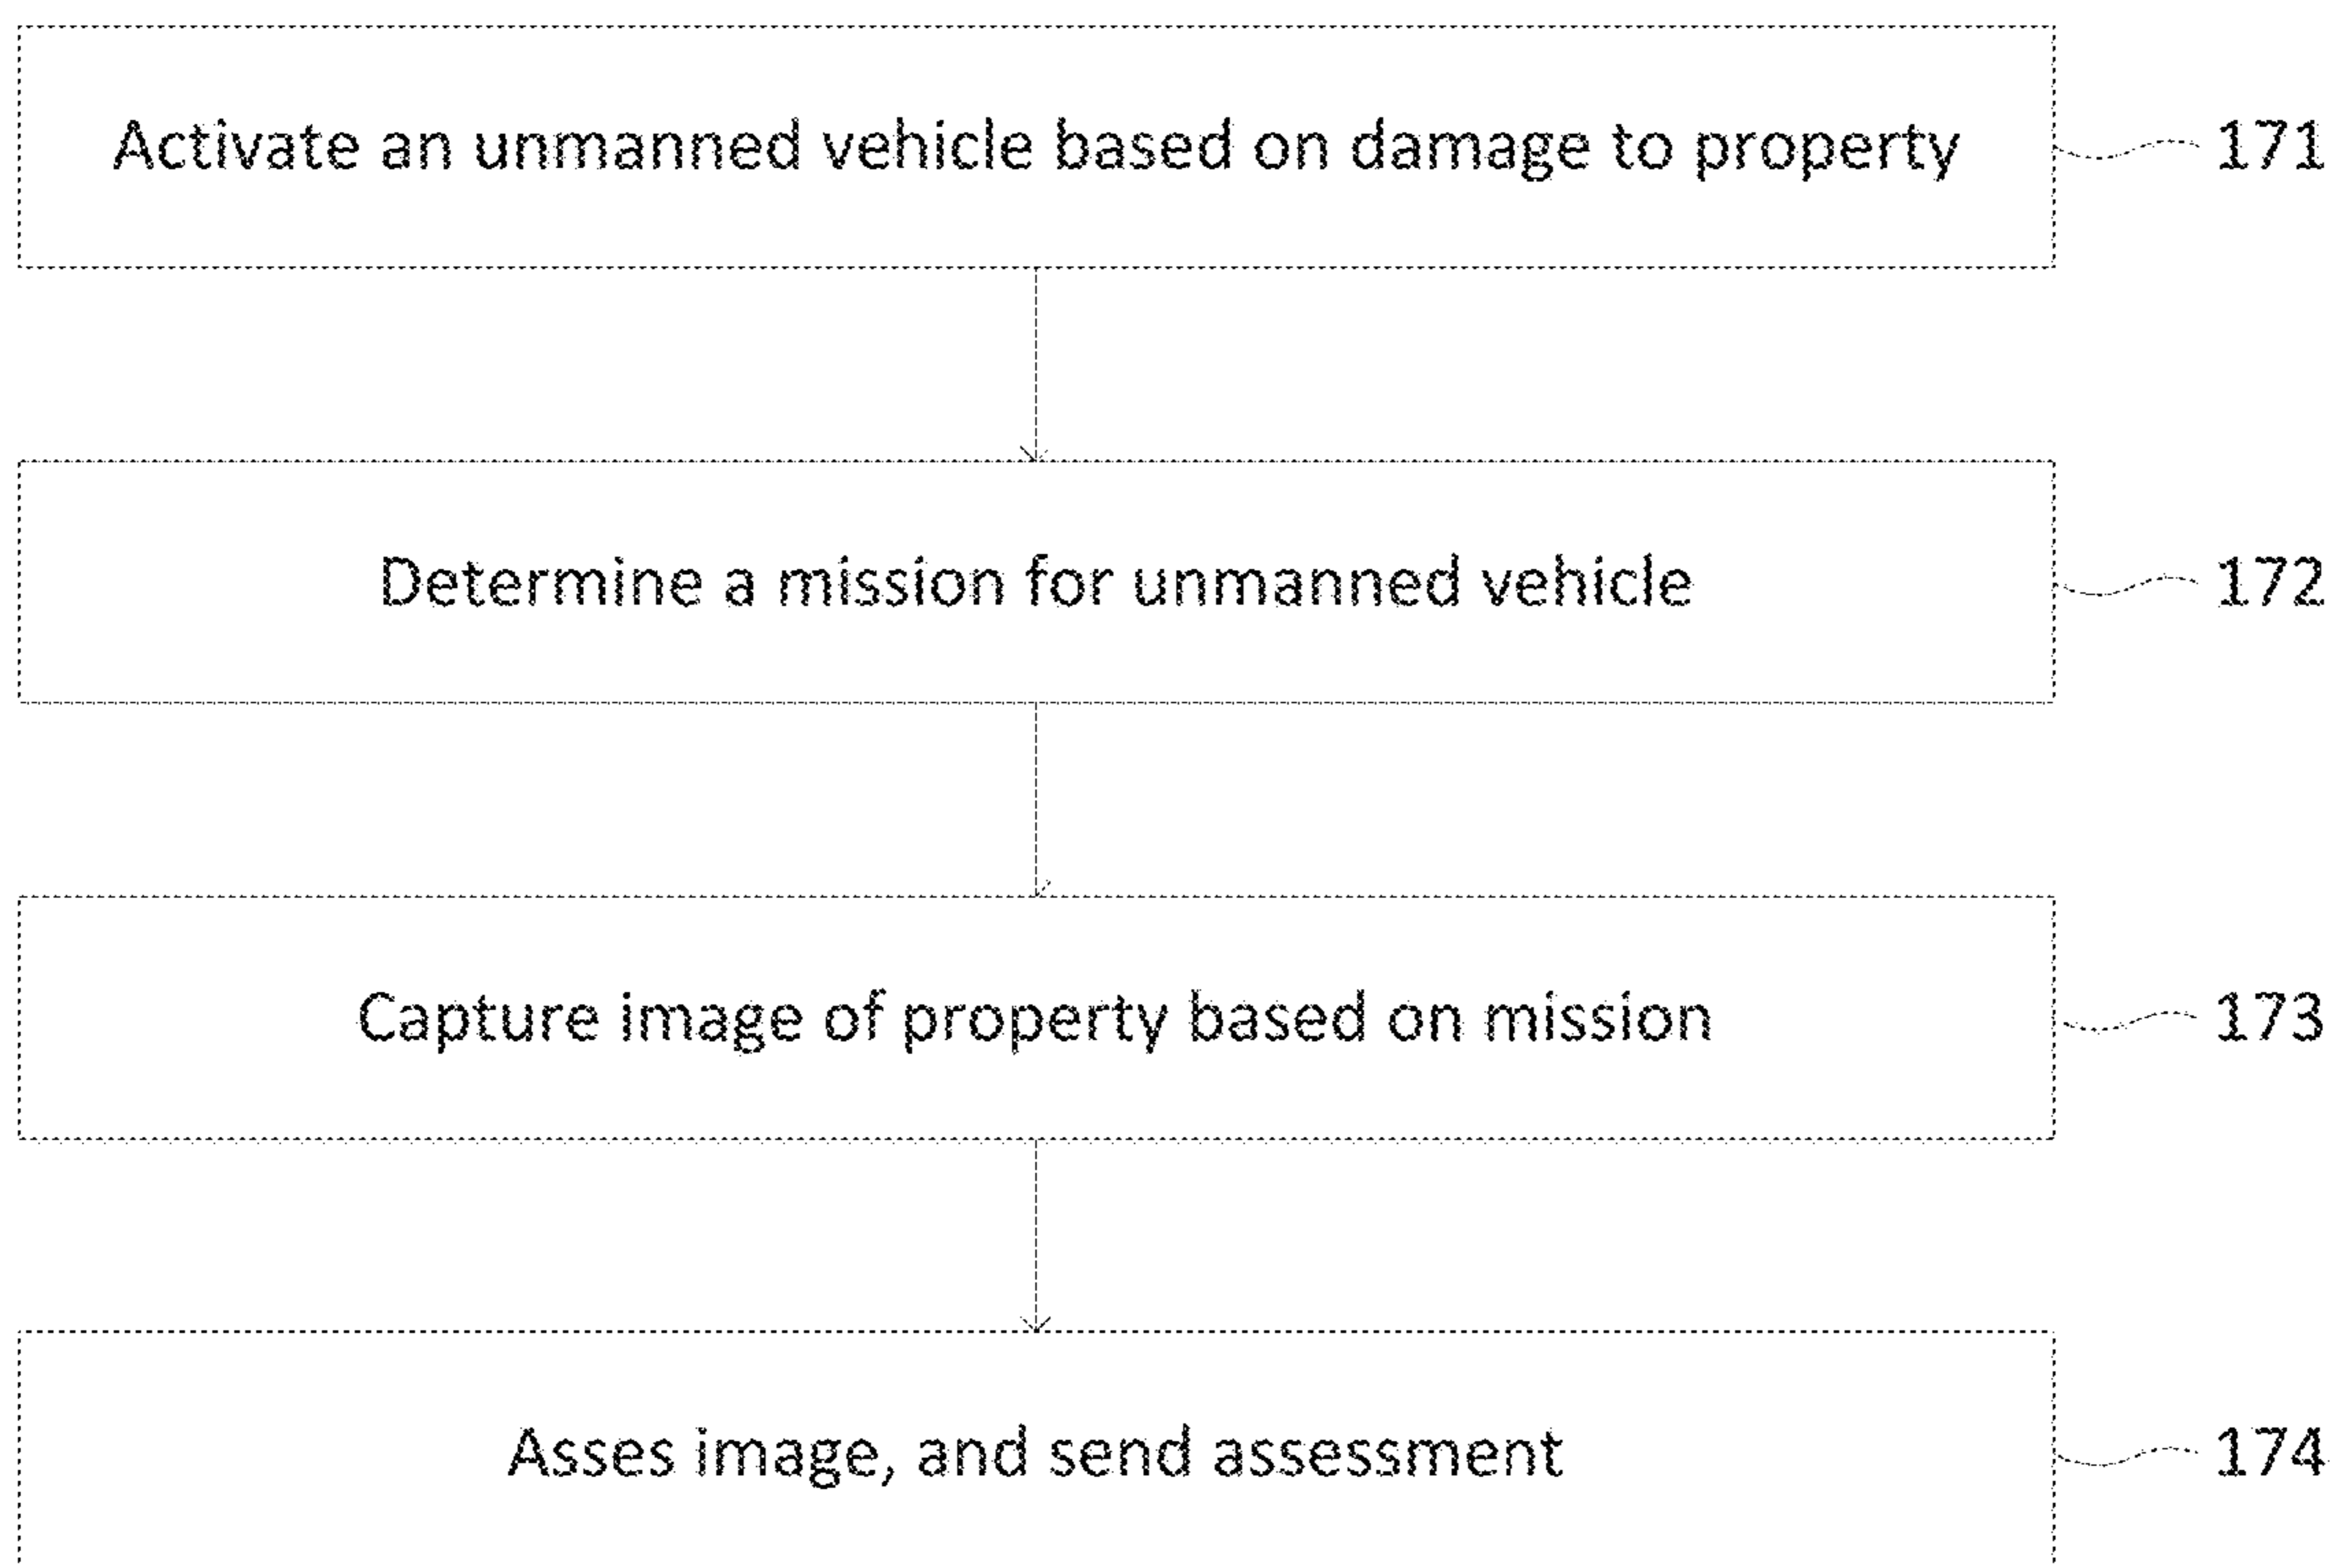 Activate an unmanned vehicle based on damage to property
171
Determine a mission for unmanned vehicle
172
Capture image of property based on mission
173
Asses image, and send assessment
174